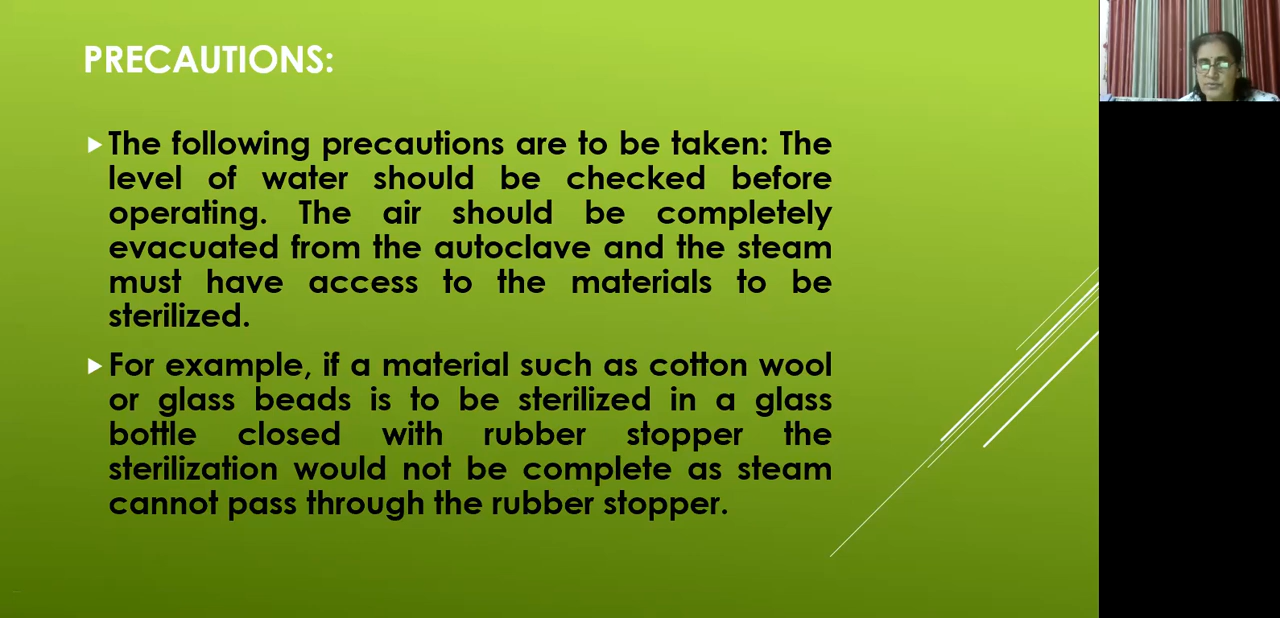 PRECAUTIONS:
The following precautions are to be taken: The
level of water should be checked before
operating. The air should be completely
evacuated from the autoclave and the steam
must have access to the materials to be
sterilized.
For example, if a material such as cotton wool
or glass beads is to be sterilized in a glass
bottle closed with rubber stopper the
sterilization would not be complete as steam
cannot pass through the rubber stopper.